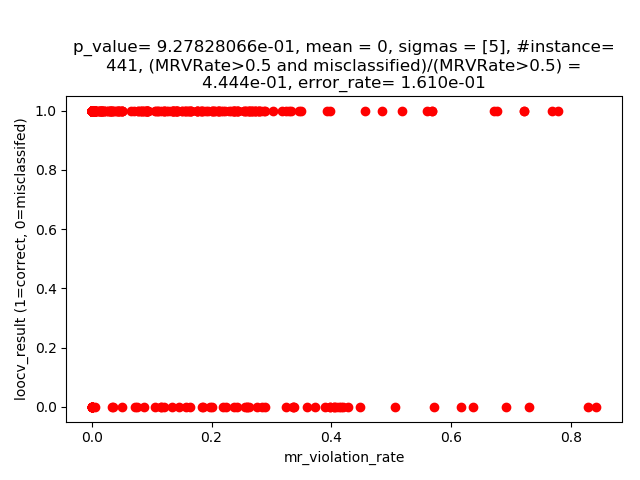 p_value= 9.27828066e-01, mean = 0, sigmas = [5], #instance=
441, (MRVRate>0.5 and misclassified)/(MRVRate>0.5) =
4.444e-01, error_rate= 1.610e-01
1.0
0.8
0.6
0.4
0.2
0.0
loocv_result (1=correct, 0=misclassifed)
0.0 0.2 0.4 0.6 0.8
mr_violation_rate